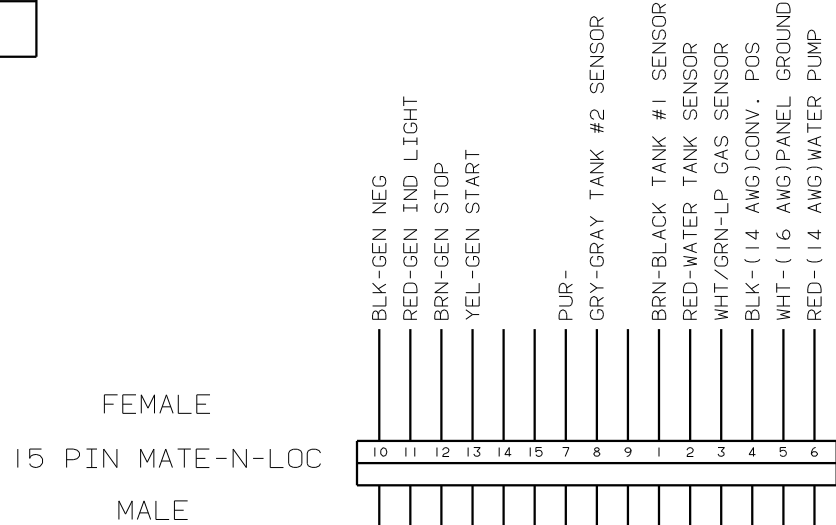 BLK-GEN NEG
RED-GEN IND LIGHT
BRN-GEN STOP
YEL-GEN START
PUR-
GRY-GRAY TANK #2 SENSOR
BRN-BLACK TANK #1 SENSOR
RED-WATER TANK SENSOR
WHT/GRN-LP GAS SENSOR
BLK-(14 AWG)CONV. POS
WHT-(16 AWG)PANEL GROUND
RED-(14 AWG)WATER PUMP
FEMALE
15 PIN MATE-N-LOC
10 11 12 13 14 15 7 8 9 1 2 3 4 5 6
MALE